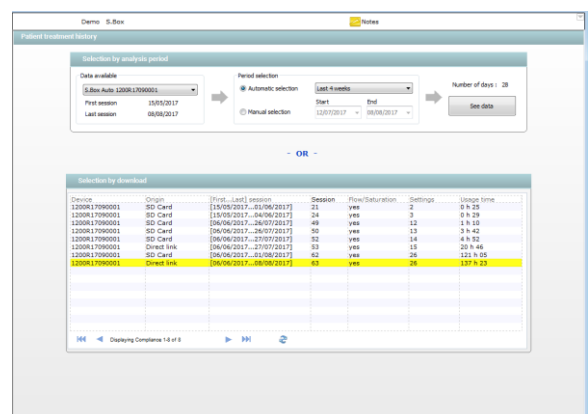 Demo S.Box
Notes
Patient treatment history
Selection by analysis period
Data available
S.Box Auto 1200R17090001
First session 15/05/2017
Last session 08/08/2017
Period selection
Automatic selection Last 4 weeks
Start End
Manual selection 12/07/2017 08/08/2017
Number of days : 28
See data
- OR -
Selection by download
Device Origin [First...Last] session Session Flow/Saturation Settings Usage time
1200R17090001 SD Card [15/05/2017...01/06/2017] 21 yes 2 0 h 25
1200R17090001 SD Card [15/05/2017...04/06/2017] 24 yes 3 0 h 29
1200R17090001 SD Card [06/06/2017...26/07/2017] 49 yes 12 1 h 10
1200R17090001 SD Card [06/06/2017...26/07/2017] 50 yes 13 3 h 42
1200R17090001 SD Card [06/06/2017...27/07/2017] 52 yes 14 4 h 52
1200R17090001 Direct link [06/06/2017...27/07/2017] 53 yes 15 20 h 46
1200R17090001 SD Card [06/06/2017...01/08/2017] 62 yes 26 121 h 05
1200R17090001 Direct link [06/06/2017...08/08/2017] 63 yes 26 137 h 23
Displaying Compliance 1-8 of 8